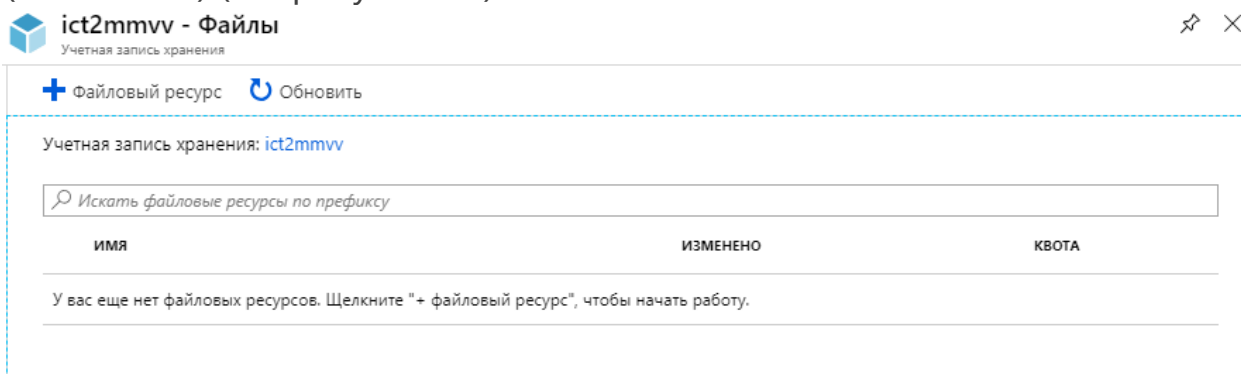 ict2mmvv - Файлы
Учетная запись хранения
Файловый ресурс Обновить
Учетная запись хранения: ict2mmvv
Искать файловые ресурсы по префиксу
ИМЯ ИЗМЕНЕНО КВОТА
У вас еще нет файловых ресурсов. Щелкните "+ файловый ресурс", чтобы начать работу.